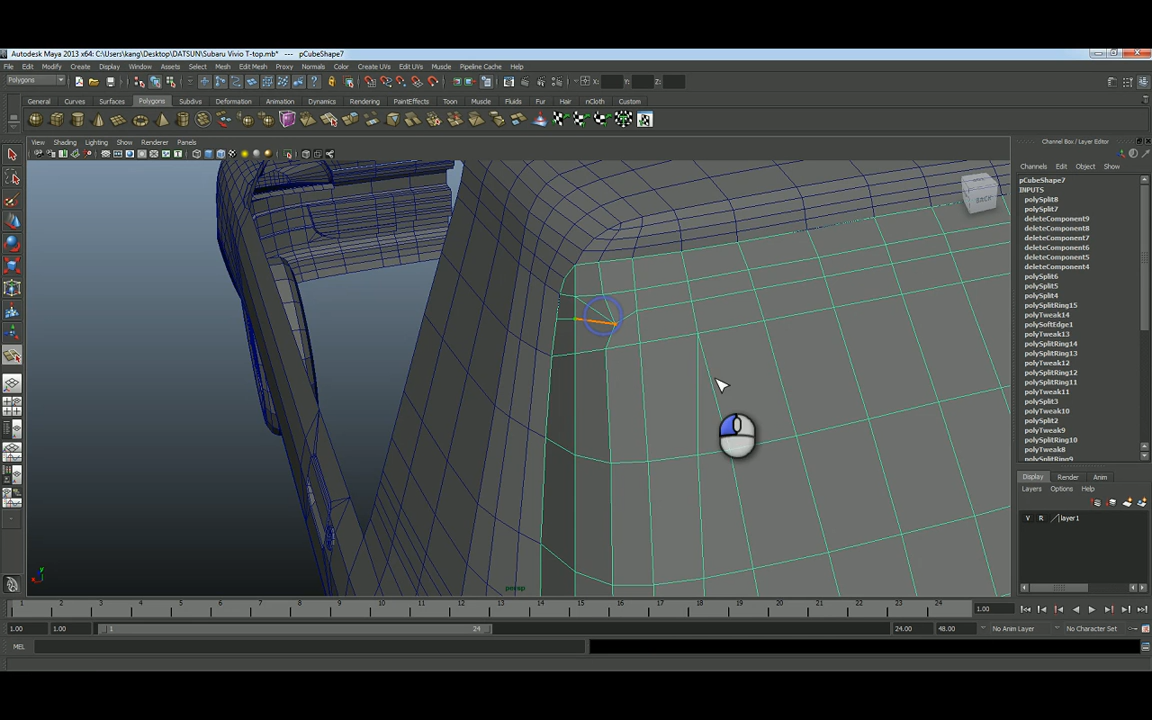 Autodesk Maya 2013 x64: C:\Users\kang\Desktop\DATSUN\Subaru Vivio T-top.mb* --- pCubeShape7
File Edit Modify Create Display Window Assets Select Mesh Edit Mesh Proxy Normals Color Create UVs Edit UVs Muscle Pipeline Cache Help
Polygons X: Y: Z:
General Curves Surfaces Polygons Subdivs Deformation Animation Dynamics Rendering PaintEffects Toon Muscle Fluids Fur Hair nCloth Custom
View Shading Lighting Show Renderer Panels
Channel Box / Layer Editor
Channels Edit Object Show
pCubeShape7
INPUTS
polySplit8
polySplit7
deleteComponent9
deleteComponent8
deleteComponent7
deleteComponent6
deleteComponent5
deleteComponent4
polySplit6
polySplit5
polySplit4
polySplitRing15
polyTweak14
polySoftEdge1
polyTweak13
polySplitRing14
polySplitRing13
polyTweak12
polySplitRing12
polySplitRing11
polyTweak11
polySplit3
polyTweak10
polySplit2
polyTweak9
polySplitRing10
polyTweak8
polySplitRing9
BACK
Display Render Anim
Layers Options Help
V R layer1
y
persp
1 2 3 4 5 6 7 8 9 10 11 12 13 14 15 16 17 18 19 20 21 22 23 24 1.00
1.00 1.00 1 24 24.00 48.00 No Anim Layer No Character Set
MEL